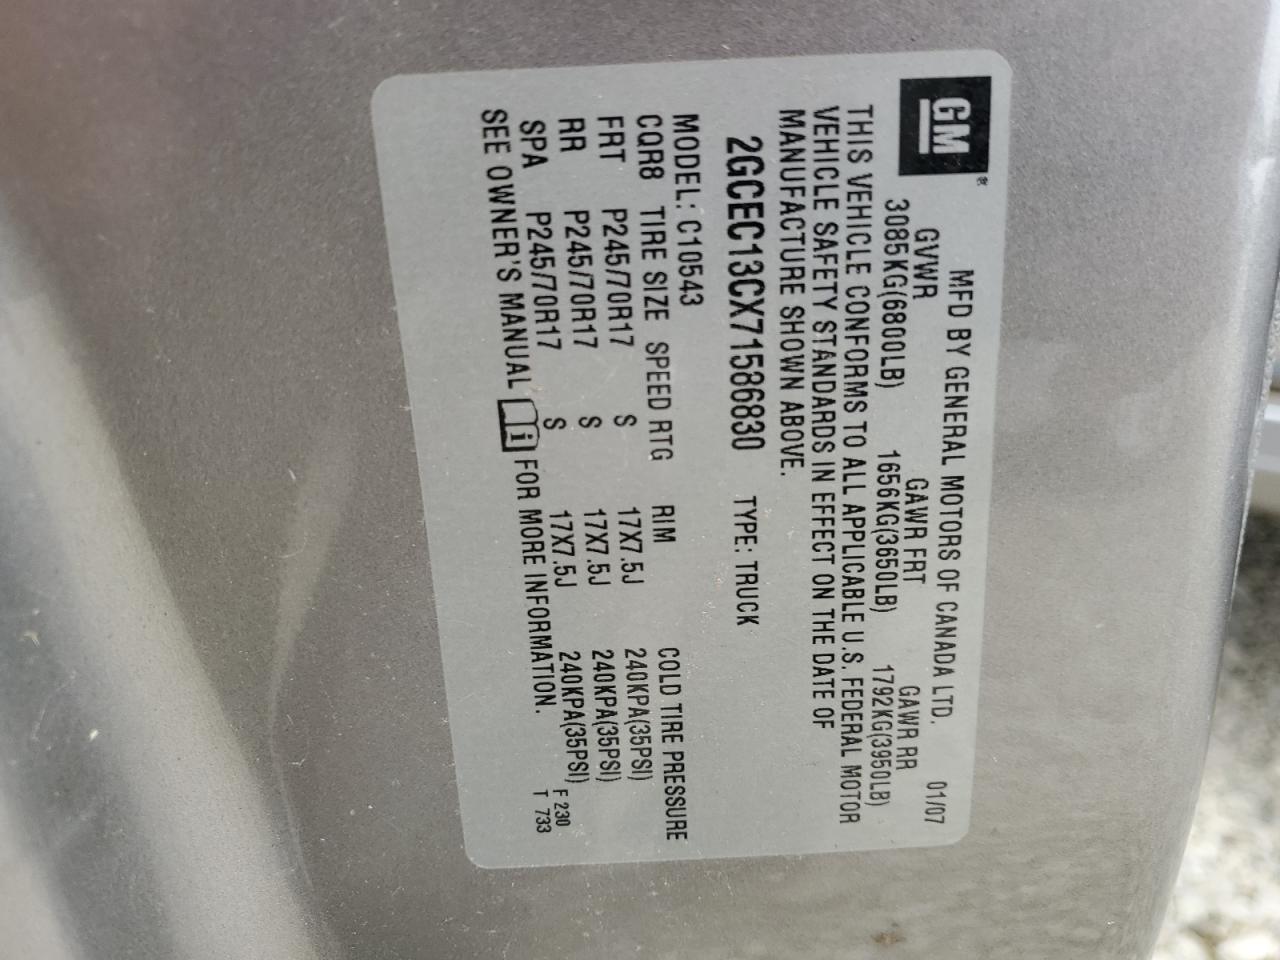 GM®
MFD BY GENERAL MOTORS OF CANADA LTD. 01/07
GVWR GAWR FRT GAWR RR
3085KG(6800LB) 1656KG(3650LB) 1792KG(3950LB)
THIS VEHICLE CONFORMS TO ALL APPLICABLE U.S. FEDERAL MOTOR
VEHICLE SAFETY STANDARDS IN EFFECT ON THE DATE OF
MANUFACTURE SHOWN ABOVE.
2GCEC13CX71586830 TYPE: TRUCK
MODEL: C10543
CQR8 TIRE SIZE SPEED RTG RIM COLD TIRE PRESSURE
FRT P245/70R17 S 17X7.5J 240KPA(35PSI)
RR P245/70R17 S 17X7.5J 240KPA(35PSI)
SPA P245/70R17 S 17X7.5J 240KPA(35PSI)
SEE OWNER'S MANUAL i FOR MORE INFORMATION.
F 230
T 733